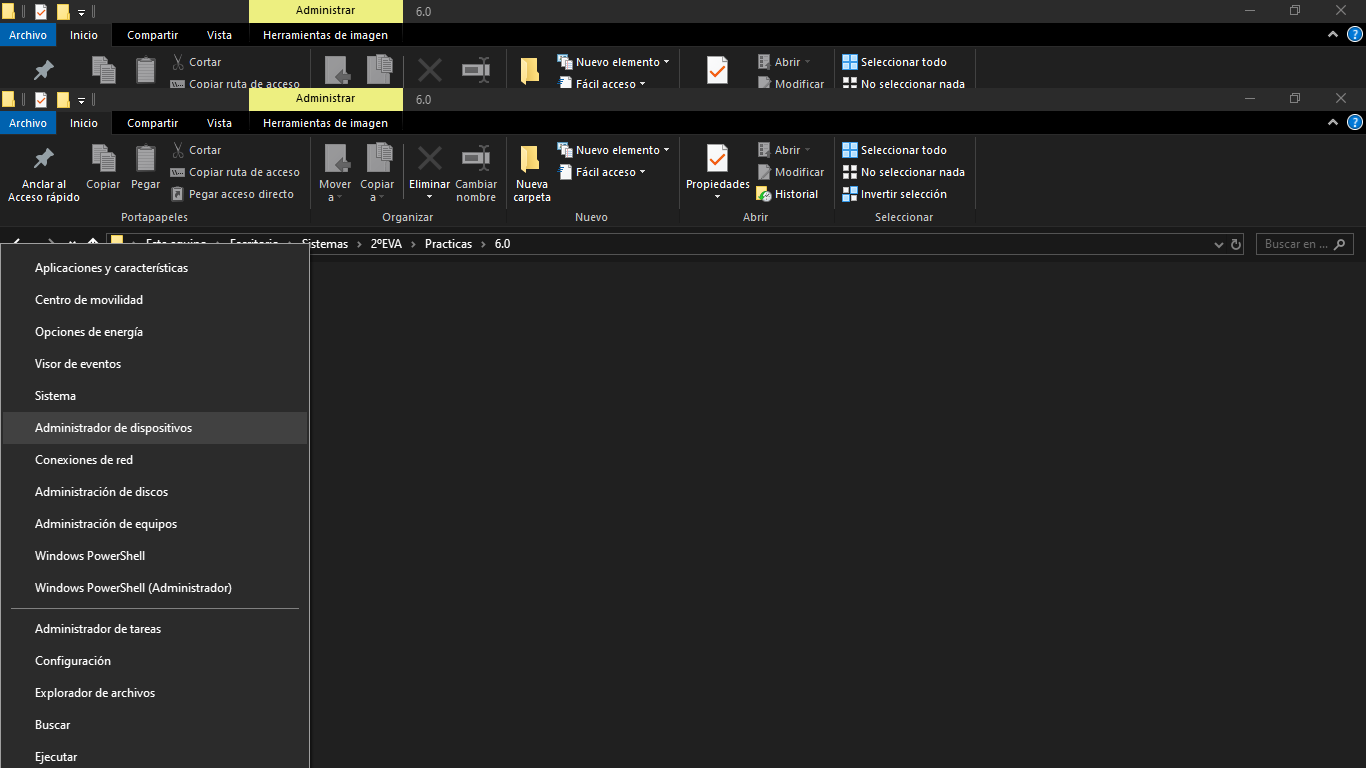 Administrar 6.0
Archivo Inicio Compartir Vista Herramientas de imagen
Cortar Nuevo elemento Abrir Seleccionar todo
Copiar ruta de acceso Fácil acceso Modificar No seleccionar nada
Administrar 6.0
Archivo Inicio Compartir Vista Herramientas de imagen
Cortar Nuevo elemento Abrir Seleccionar todo
Copiar ruta de acceso Fácil acceso Modificar No seleccionar nada
Anclar al Copiar Pegar Pegar acceso directo Mover Copiar Eliminar Cambiar Nueva Propiedades Historial Invertir selección
Acceso rápido a a nombre carpeta
Portapapeles Organizar Nuevo Abrir Seleccionar
Este equipo Escritorio Sistemas 2ºEVA Practicas 6.0 Buscar en ...
Aplicaciones y características
Centro de movilidad
Opciones de energía
Visor de eventos
Sistema
Administrador de dispositivos
Conexiones de red
Administración de discos
Administración de equipos
Windows PowerShell
Windows PowerShell (Administrador)
Administrador de tareas
Configuración
Explorador de archivos
Buscar
Ejecutar